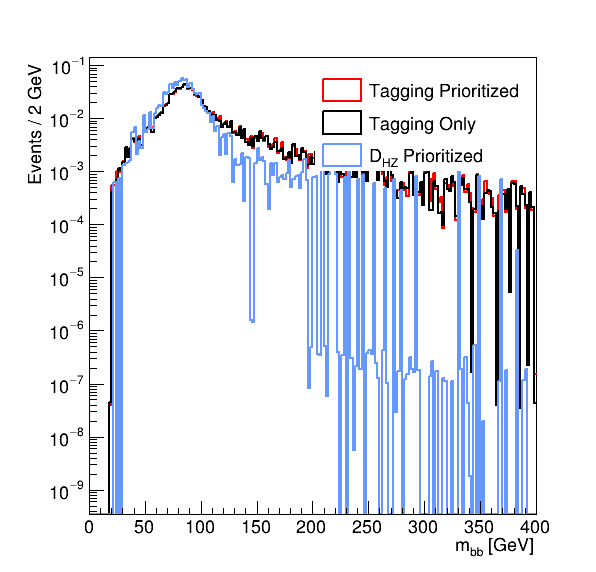 Events / 2 GeV
10⁻¹
10⁻²
10⁻³
10⁻⁴
10⁻⁵
10⁻⁶
10⁻⁷
10⁻⁸
10⁻⁹
Tagging Prioritized
Tagging Only
D_HZ Prioritized
0 50 100 150 200 250 300 350 400
m_bb [GeV]